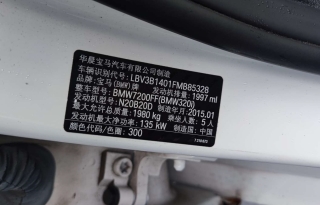 华晨宝马汽车有限公司制造
车辆识别代号: LBV3B1401FMB85328
品牌: 宝马(BMW)牌 发动机排量: 1997 ml
整车型号: BMW7200FF(BMW320i)
发动机型号: N20B20D 制造年月: 2015.01
最大允许总质量: 1980 kg 乘坐人数: 5 人
发动机最大净功率: 135 kW 制造国: 中国
颜色代号/色图: 300